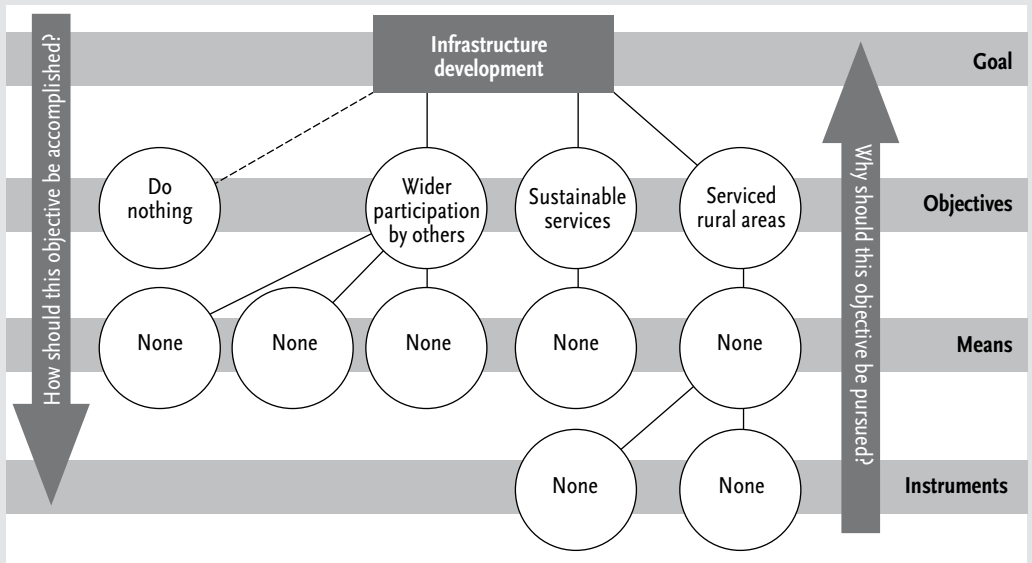 How should this objective be accomplished?
Infrastructure
development
Goal
Do
nothing
Wider
participation
by others
Sustainable
services
Serviced
rural areas
Objectives
None
None
None
None
None
Means
None
None
Instruments
Why should this objective be pursued?